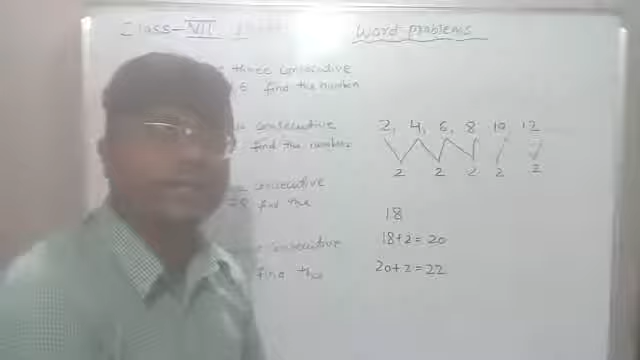 Class-VII
Word problems
three consecutive
6 find the number
consecutive
find the numbers
consecutive
find the
consecutive
find the
2, 4, 6, 8 10 12
2 2 2 2 2
18
18+2=20
20+2=22